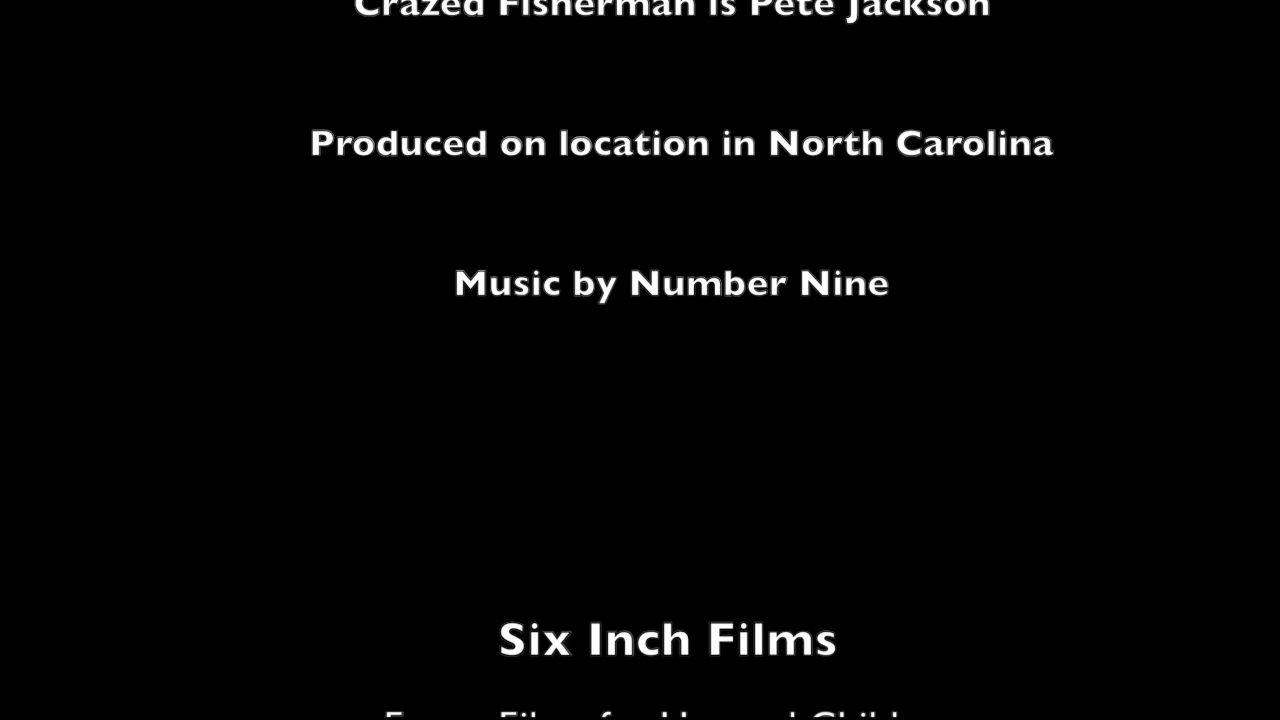 Crazed Fisherman is Pete Jackson
Produced on location in North Carolina
Music by Number Nine
Six Inch Films